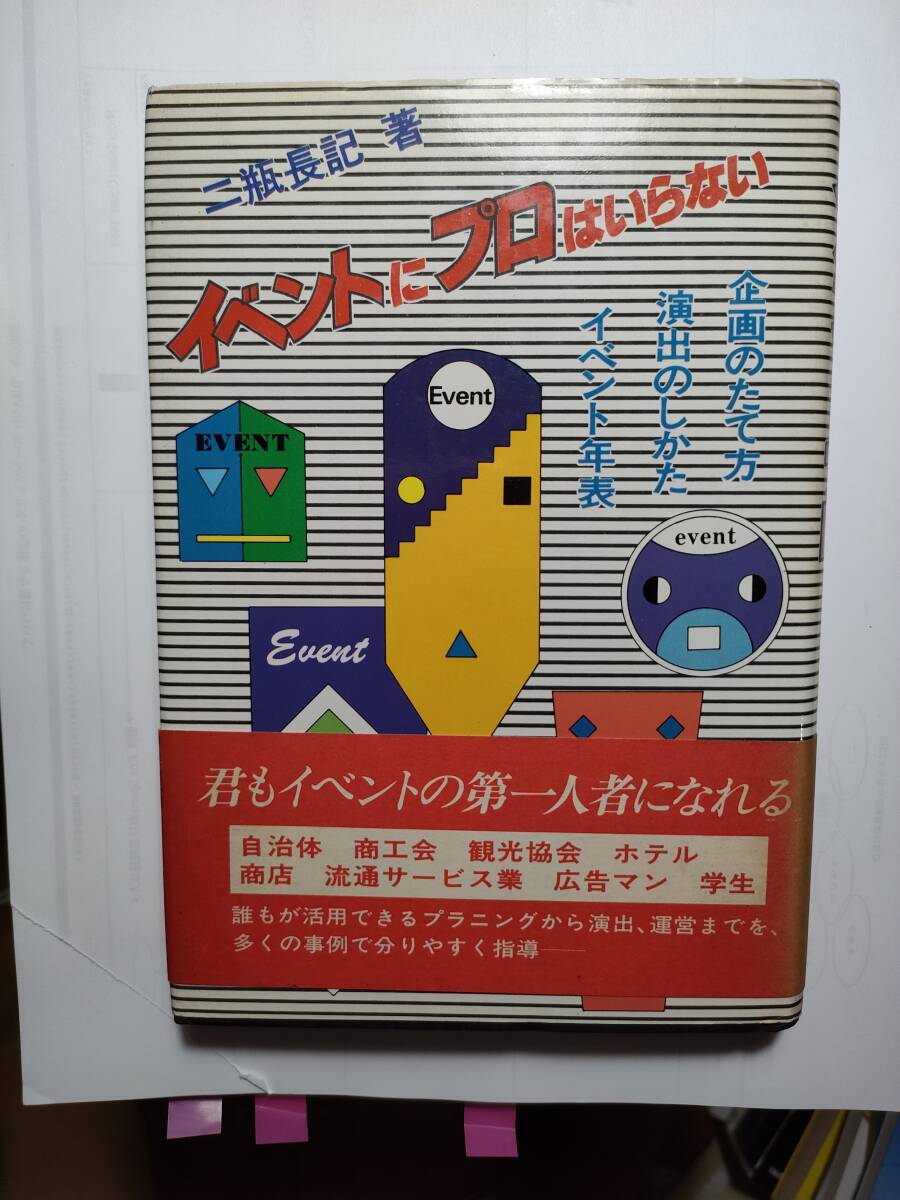 二瓶長記 著
イベントにプロはいらない
企画のたて方
演出のしかた
イベント年表
EVENT
Event
event
Event
君もイベントの第一人者になれる
自治体 商工会 観光協会 ホテル
商店 流通サービス業 広告マン 学生
誰もが活用できるプラニングから演出、運営までを、
多くの事例で分りやすく指導──